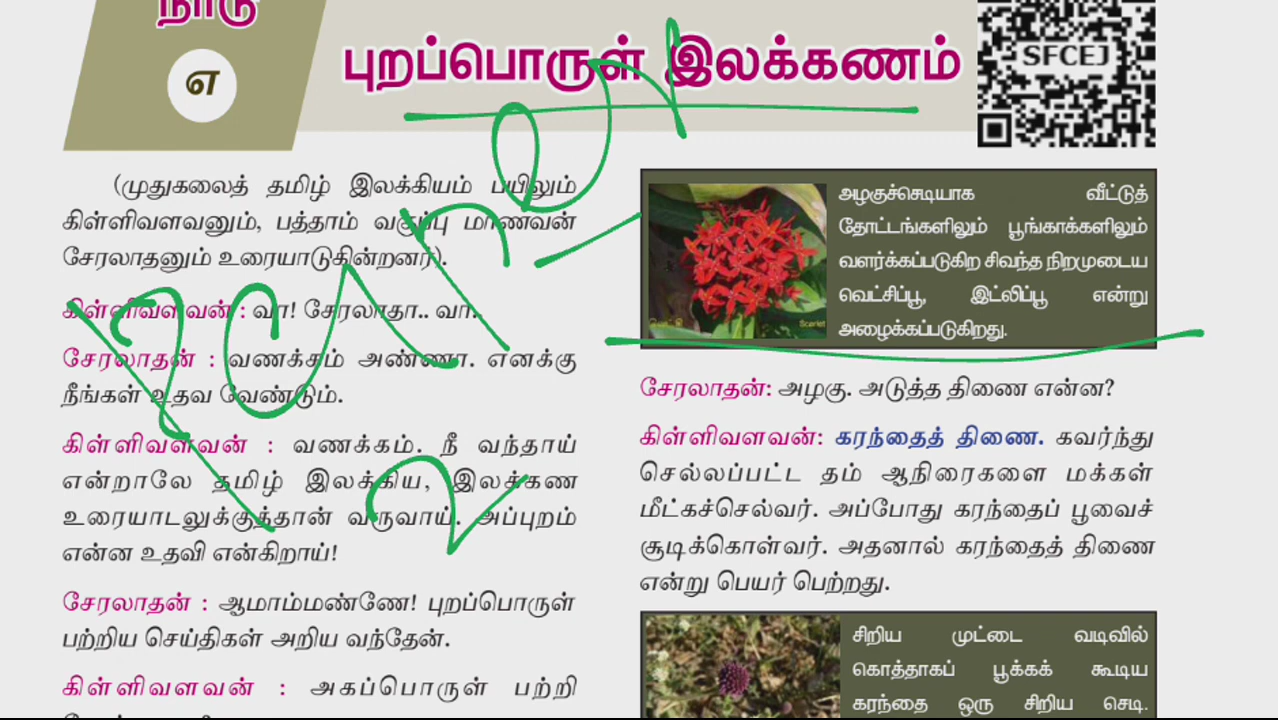 நாடு
எ
புறப்பொருள் இலக்கணம்
SFCEJ
(முதுகலைத் தமிழ் இலக்கியம் பயிலும்
கிள்ளிவளவனும், பத்தாம் வகுப்பு மாணவன்
சேரலாதனும் உரையாடுகின்றனர்).
கிள்ளிவளவன் : வா! சேரலாதா.. வா..
சேரலாதன் : வணக்கம் அண்ணா. எனக்கு
நீங்கள் உதவ வேண்டும்.
கிள்ளிவளவன் : வணக்கம். நீ வந்தாய்
என்றாலே தமிழ் இலக்கிய, இலக்கண
உரையாடலுக்குத்தான் வருவாய். அப்புறம்
என்ன உதவி என்கிறாய்!
சேரலாதன் : ஆமாம்மண்ணே! புறப்பொருள்
பற்றிய செய்திகள் அறிய வந்தேன்.
கிள்ளிவளவன் : அகப்பொருள் பற்றி
அழகுச்செடியாக வீட்டுத்
தோட்டங்களிலும் பூங்காக்களிலும்
வளர்க்கப்படுகிற சிவந்த நிறமுடைய
வெட்சிப்பூ, இட்லிப்பூ என்று
அழைக்கப்படுகிறது.
Scarlet
சேரலாதன்: அழகு. அடுத்த திணை என்ன?
கிள்ளிவளவன்: கரந்தைத் திணை. கவர்ந்து
செல்லப்பட்ட தம் ஆநிரைகளை மக்கள்
மீட்கச்செல்வர். அப்போது கரந்தைப் பூவைச்
சூடிக்கொள்வர். அதனால் கரந்தைத் திணை
என்று பெயர் பெற்றது.
சிறிய முட்டை வடிவில்
கொத்தாகப் பூக்கக் கூடிய
கரந்தை ஒரு சிறிய செடி.